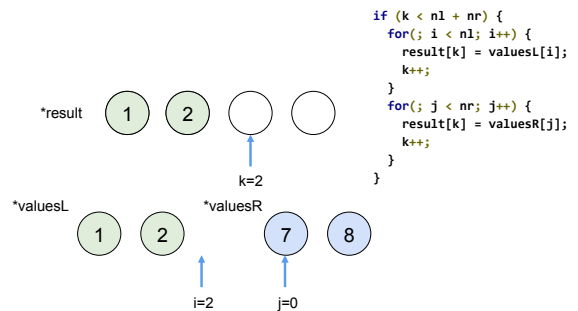 if (k < nl + nr) {
for(; i < nl; i++) {
result[k] = valuesL[i];
k++;
}
for(; j < nr; j++) {
result[k] = valuesR[j];
k++;
}
}
*result 1 2
k=2
*valuesL *valuesR
1 2 7 8
i=2 j=0